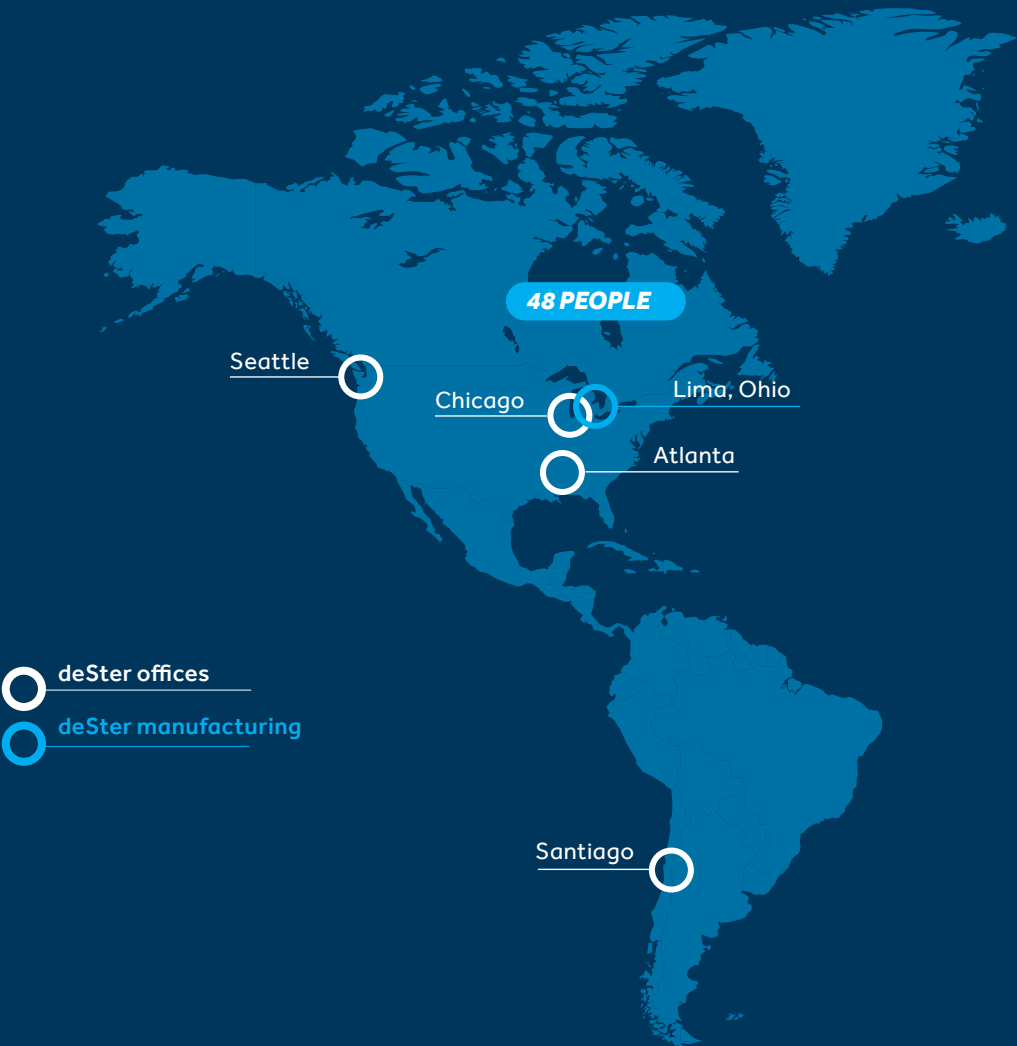 48 PEOPLE
Seattle
Chicago
Lima, Ohio
Atlanta
deSter offices
deSter manufacturing
Santiago